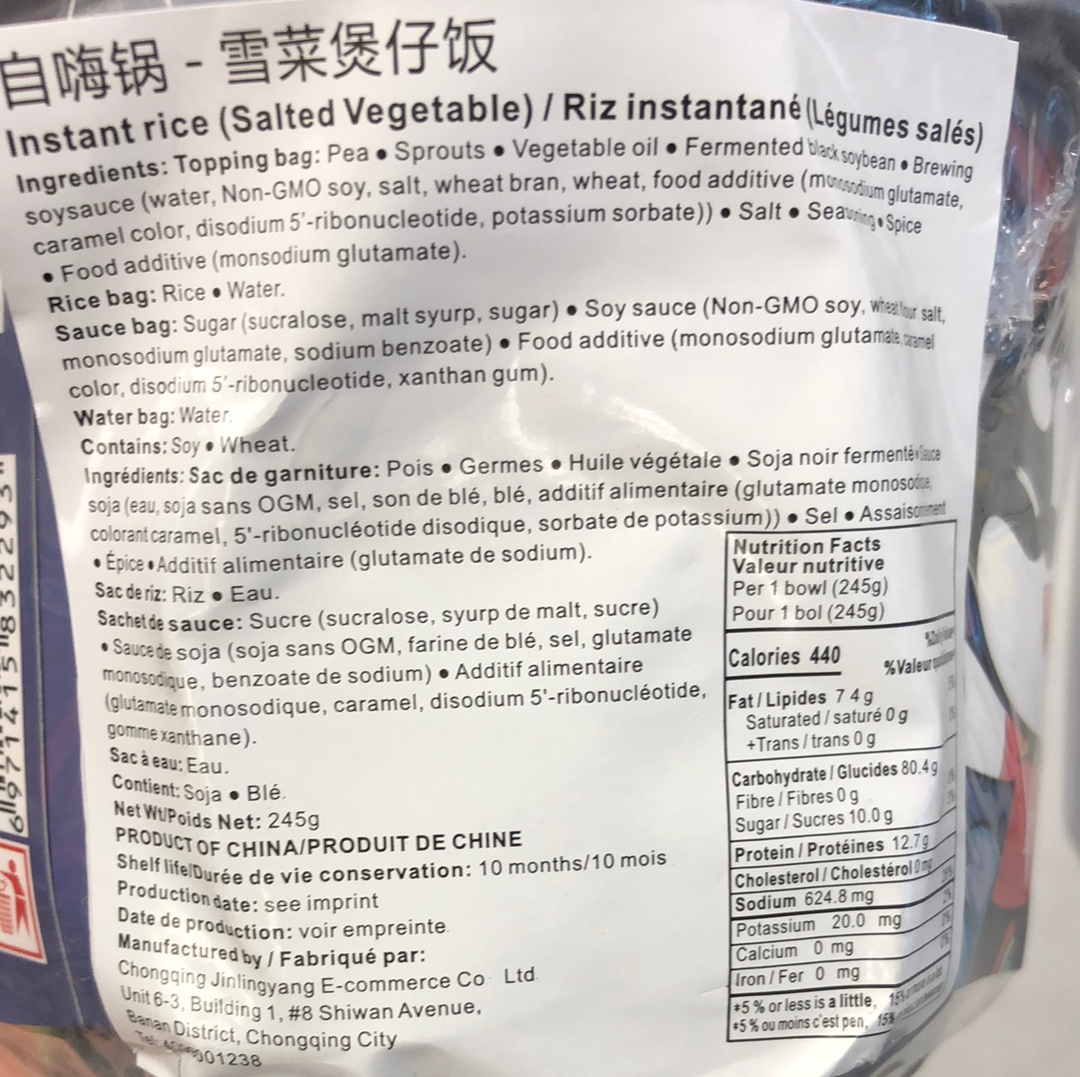 自嗨锅 - 雪菜煲仔饭
Instant rice (Salted Vegetable) / Riz instantané (Légumes salés)
Ingredients: Topping bag: Pea • Sprouts • Vegetable oil • Fermented black soybean • Brewing
soysauce (water, Non-GMO soy, salt, wheat bran, wheat, food additive (monosodium glutamate,
caramel color, disodium 5'-ribonucleotide, potassium sorbate)) • Salt • Seasoning • Spice
• Food additive (monsodium glutamate).
Rice bag: Rice • Water.
Sauce bag: Sugar (sucralose, malt syurp, sugar) • Soy sauce (Non-GMO soy, wheat flour salt,
monosodium glutamate, sodium benzoate) • Food additive (monosodium glutamate, caramel
color, disodium 5'-ribonucleotide, xanthan gum).
Water bag: Water.
Contains: Soy • Wheat.
Ingrédients: Sac de garniture: Pois • Germes • Huile végétale • Soja noir fermenté • Sauce
soja (eau, soja sans OGM, sel, son de blé, blé, additif alimentaire (glutamate monosodique,
colorant caramel, 5'-ribonucléotide disodique, sorbate de potassium)) • Sel • Assaisonnement
• Épice • Additif alimentaire (glutamate de sodium).
Sac de riz: Riz • Eau.
Sachet de sauce: Sucre (sucralose, syurp de malt, sucre)
• Sauce de soja (soja sans OGM, farine de blé, sel, glutamate
monosodique, benzoate de sodium) • Additif alimentaire
(glutamate monosodique, caramel, disodium 5'-ribonucléotide,
gomme xanthane).
Sac à eau: Eau.
Contient: Soja • Blé.
Net Wt/Poids Net: 245g
PRODUCT OF CHINA/PRODUIT DE CHINE
Shelf life/Durée de vie conservation: 10 months/10 mois
Production date: see imprint
Date de production: voir empreinte
Manufactured by / Fabriqué par:
Chongqing Jinlingyang E-commerce Co Ltd
Unit 6-3, Building 1, #8 Shiwan Avenue,
Banan District, Chongqing City
Nutrition Facts
Valeur nutritive
Per 1 bowl (245g)
Pour 1 bol (245g)
Calories 440
% Valeur
Fat / Lipides 7 4 g
Saturated / saturé 0 g
+Trans / trans 0 g
Carbohydrate / Glucides 80.4 g
Fibre / Fibres 0 g
Sugar / Sucres 10.0 g
Protein / Protéines 12.7 g
Cholesterol / Cholestérol 0 mg
Sodium 624.8 mg
Potassium 20.0 mg
Calcium 0 mg
Iron / Fer 0 mg
*5 % or less is a little, 15%
*5 % ou moins c'est pen, 15%